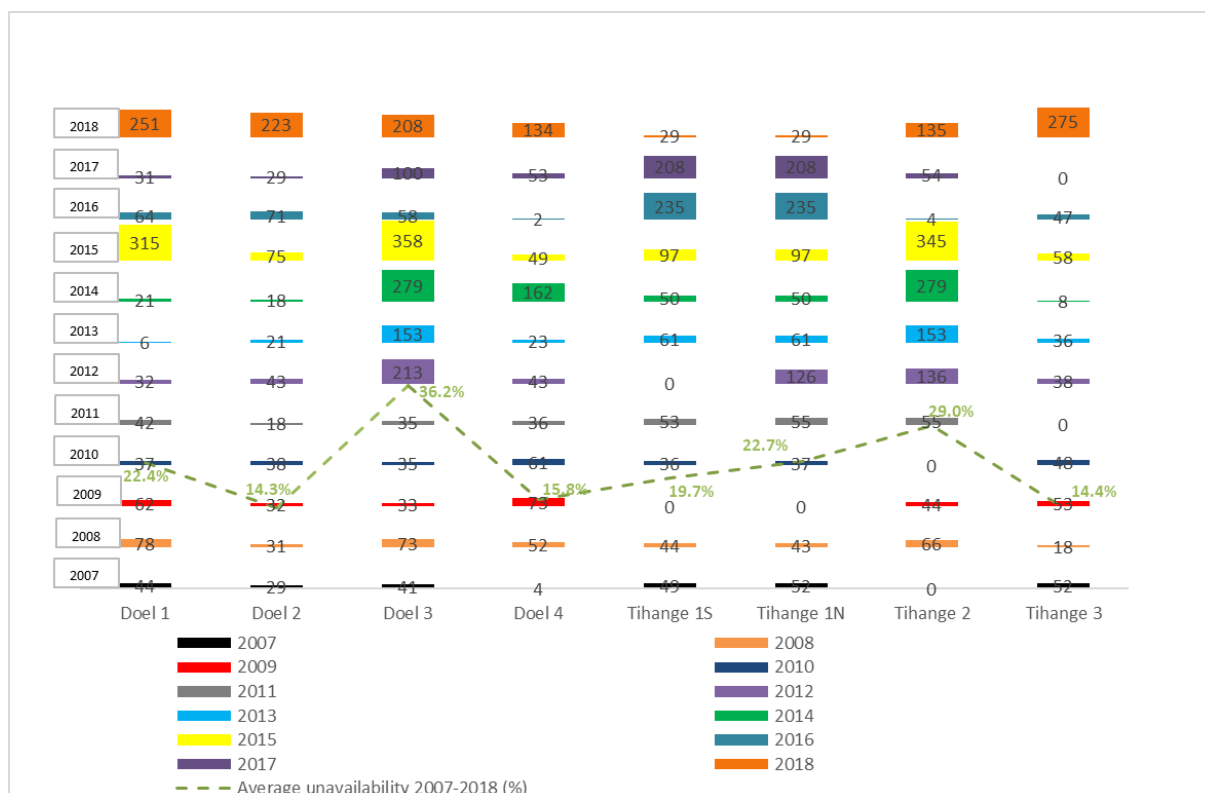 2018 251 223 208 134 29 29 135 275
2017 31 29 100 53 208 208 54 0
2016 64 71 58 2 235 235 4 47
2015 315 75 358 49 97 97 345 58
2014 21 18 279 162 50 50 279 8
2013 6 21 153 23 61 61 153 36
2012 32 43 213 43 0 126 136 38
36.2%
2011 42 18 35 36 53 55 55 0
29.0%
2010 37 38 35 61 36 37 0 48
22.4% 14.3% 15.8% 19.7% 22.7% 14.4%
2009 62 32 33 73 0 0 44 53
2008 78 31 73 52 44 43 66 18
2007 44 29 41 4 49 52 0 52
Doel 1 Doel 2 Doel 3 Doel 4 Tihange 1S Tihange 1N Tihange 2 Tihange 3
2007 2008
2009 2010
2011 2012
2013 2014
2015 2016
2017 2018
Average unavailability 2007-2018 (%)